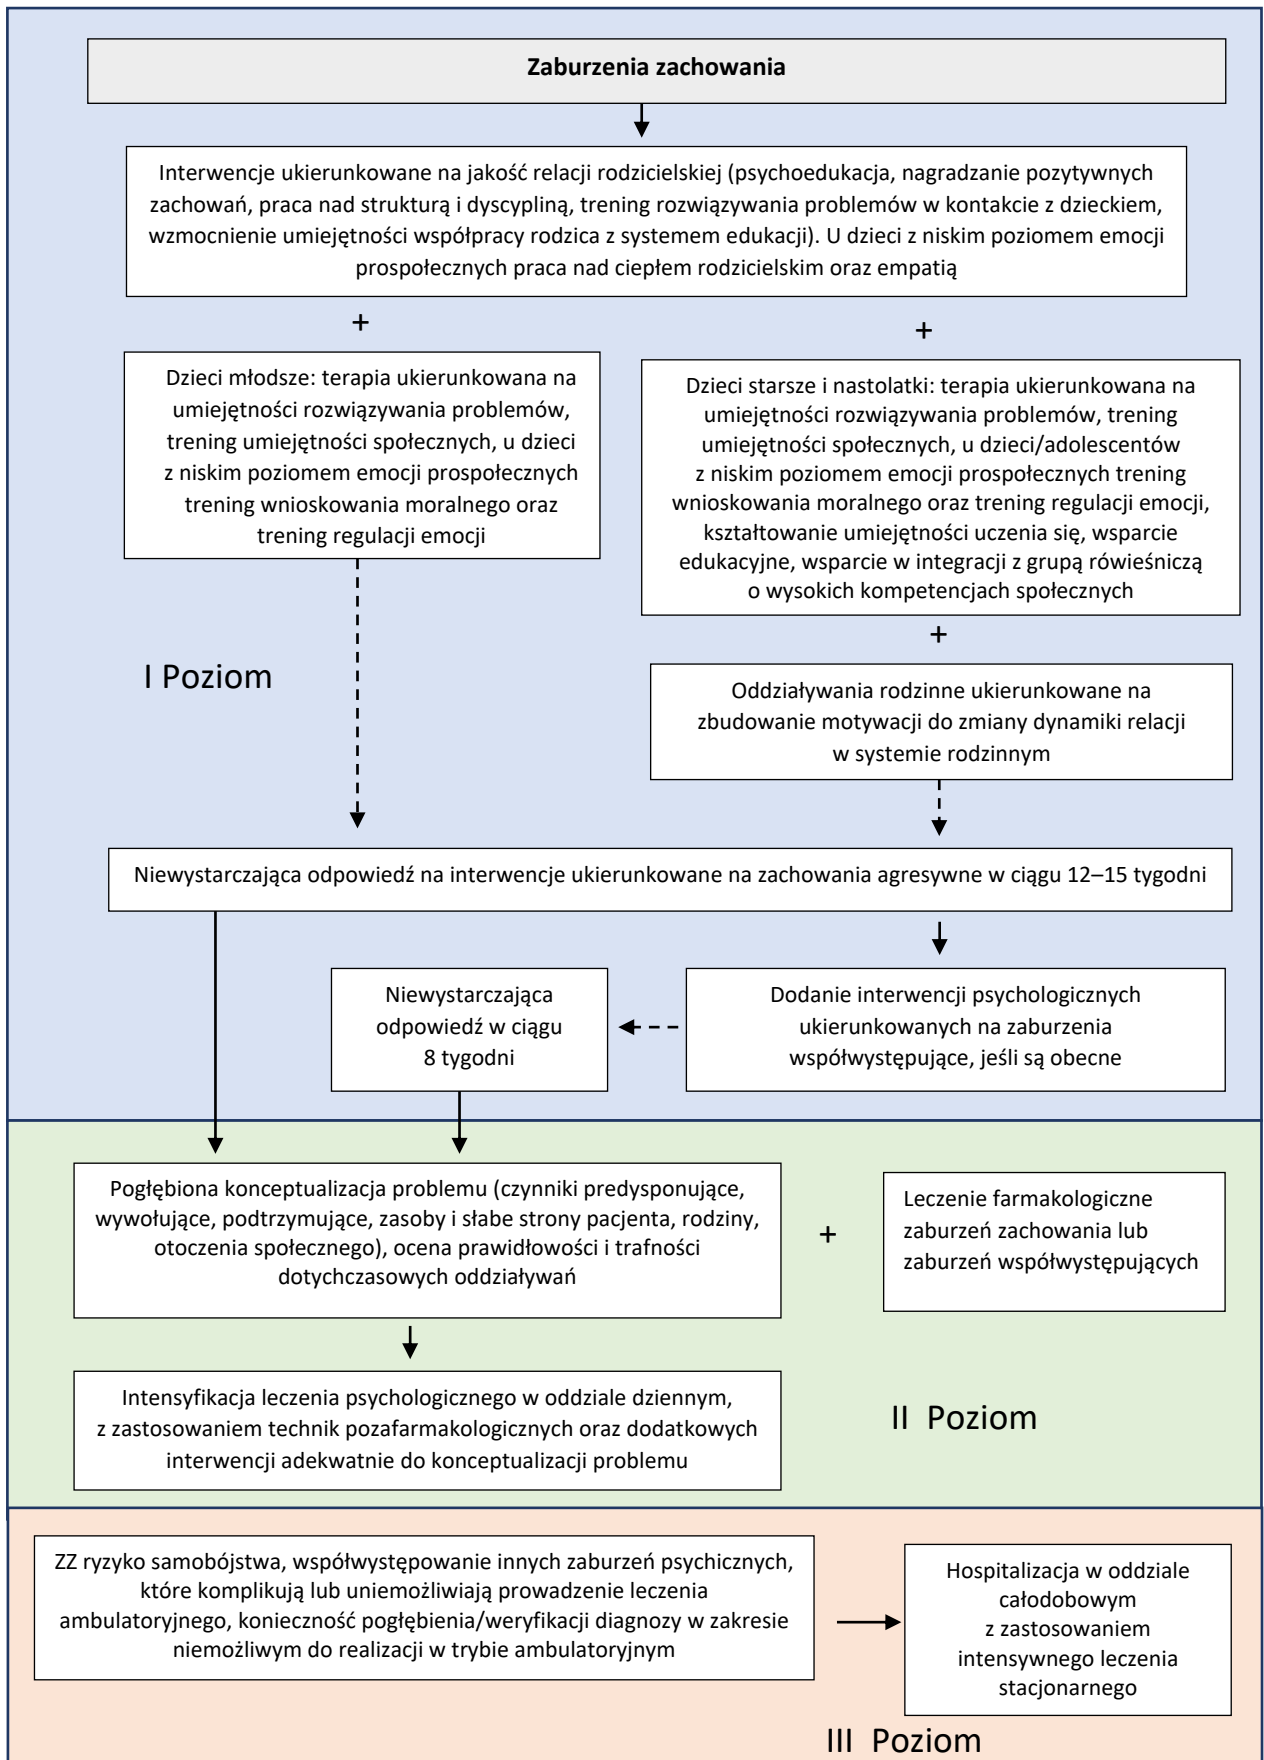 Zaburzenia zachowania
Interwencje ukierunkowane na jakość relacji rodzicielskiej (psychoedukacja, nagradzanie pozytywnych
zachowań, praca nad strukturą i dyscypliną, trening rozwiązywania problemów w kontakcie z dzieckiem,
wzmocnienie umiejętności współpracy rodzica z systemem edukacji). U dzieci z niskim poziomem emocji
prospołecznych praca nad ciepłem rodzicielskim oraz empatią
+
+
Dzieci młodsze: terapia ukierunkowana na
umiejętności rozwiązywania problemów,
trening umiejętności społecznych, u dzieci
z niskim poziomem emocji prospołecznych
trening wnioskowania moralnego oraz
trening regulacji emocji
Dzieci starsze i nastolatki: terapia ukierunkowana na
umiejętności rozwiązywania problemów, trening
umiejętności społecznych, u dzieci/adolescentów
z niskim poziomem emocji prospołecznych trening
wnioskowania moralnego oraz trening regulacji emocji,
kształtowanie umiejętności uczenia się, wsparcie
edukacyjne, wsparcie w integracji z grupą rówieśniczą
o wysokich kompetencjach społecznych
+
I Poziom
Oddziaływania rodzinne ukierunkowane na
zbudowanie motywacji do zmiany dynamiki relacji
w systemie rodzinnym
Niewystarczająca odpowiedź na interwencje ukierunkowane na zachowania agresywne w ciągu 12–15 tygodni
Niewystarczająca
odpowiedź w ciągu
8 tygodni
Dodanie interwencji psychologicznych
ukierunkowanych na zaburzenia
współwystępujące, jeśli są obecne
Pogłębiona konceptualizacja problemu (czynniki predysponujące,
wywołujące, podtrzymujące, zasoby i słabe strony pacjenta, rodziny,
otoczenia społecznego), ocena prawidłowości i trafności
dotychczasowych oddziaływań
+
Leczenie farmakologiczne
zaburzeń zachowania lub
zaburzeń współwystępujących
Intensyfikacja leczenia psychologicznego w oddziale dziennym,
z zastosowaniem technik pozafarmakologicznych oraz dodatkowych
interwencji adekwatnie do konceptualizacji problemu
II Poziom
ZZ ryzyko samobójstwa, współwystępowanie innych zaburzeń psychicznych,
które komplikują lub uniemożliwiają prowadzenie leczenia
ambulatoryjnego, konieczność pogłębienia/weryfikacji diagnozy w zakresie
niemożliwym do realizacji w trybie ambulatoryjnym
Hospitalizacja w oddziale
całodobowym
z zastosowaniem
intensywnego leczenia
stacjonarnego
III Poziom